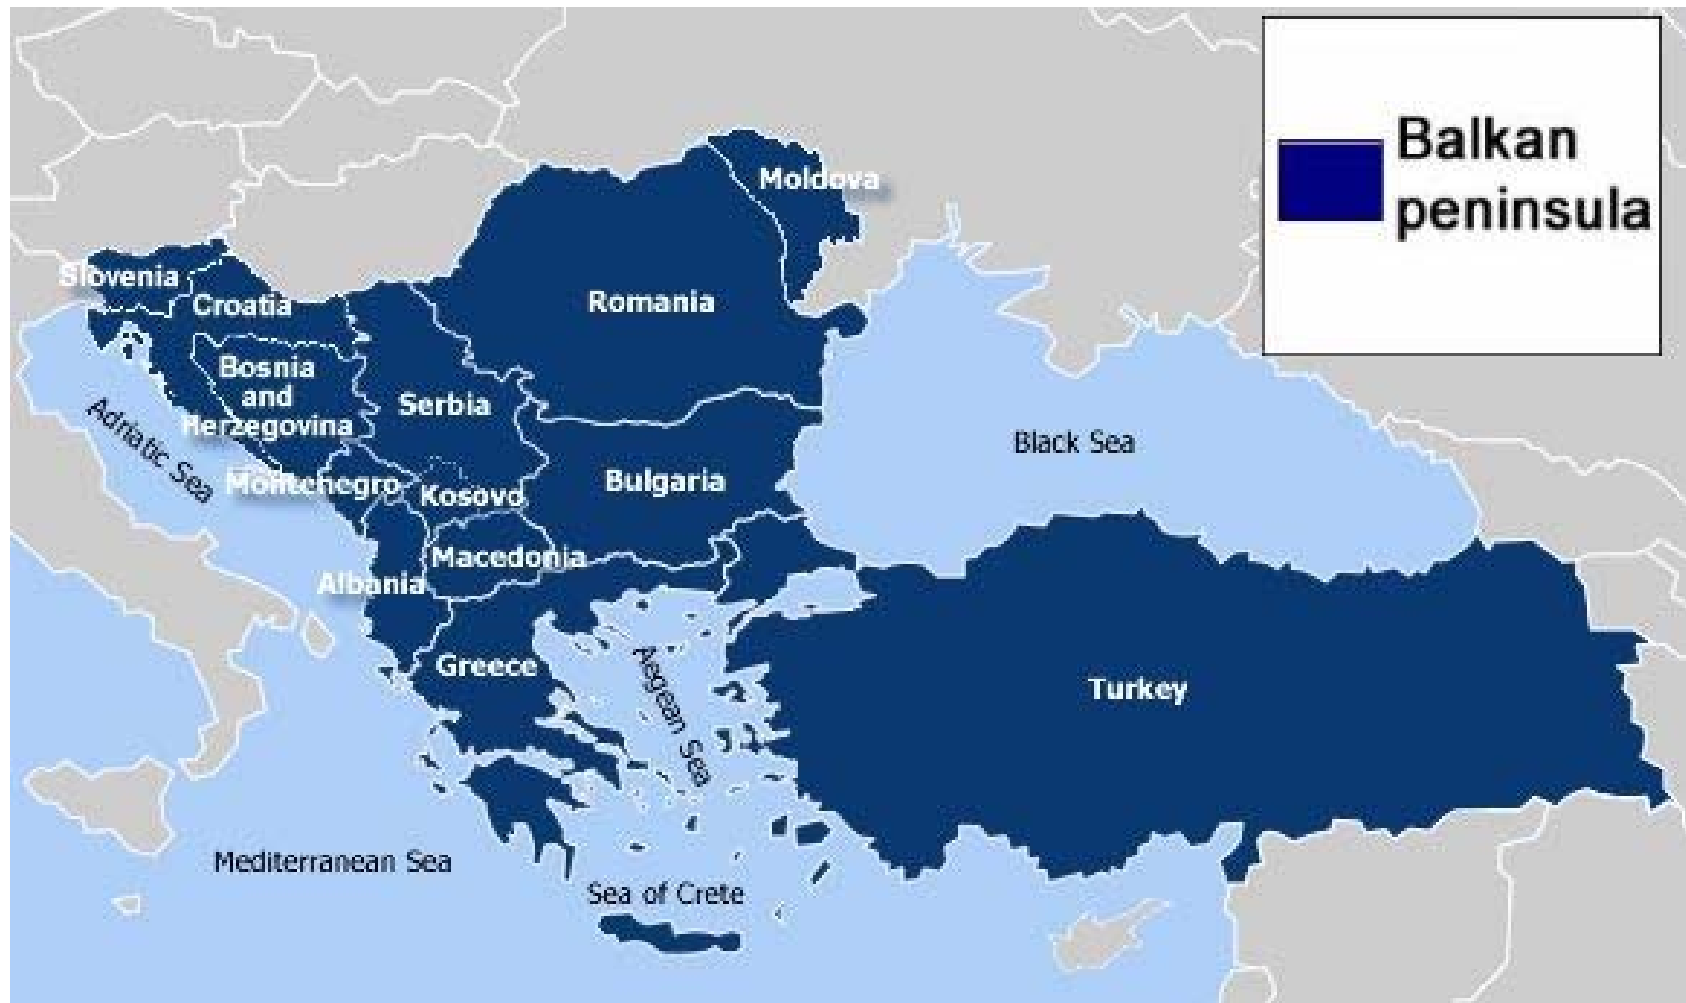 Balkan
peninsula
Moldova
Slovenia
Croatia
Romania
Bosnia
and
Herzegovina
Serbia
Adriatic Sea
Black Sea
Montenegro
Kosovo
Bulgaria
Macedonia
Albania
Greece
Aegean Sea
Turkey
Mediterranean Sea
Sea of Crete